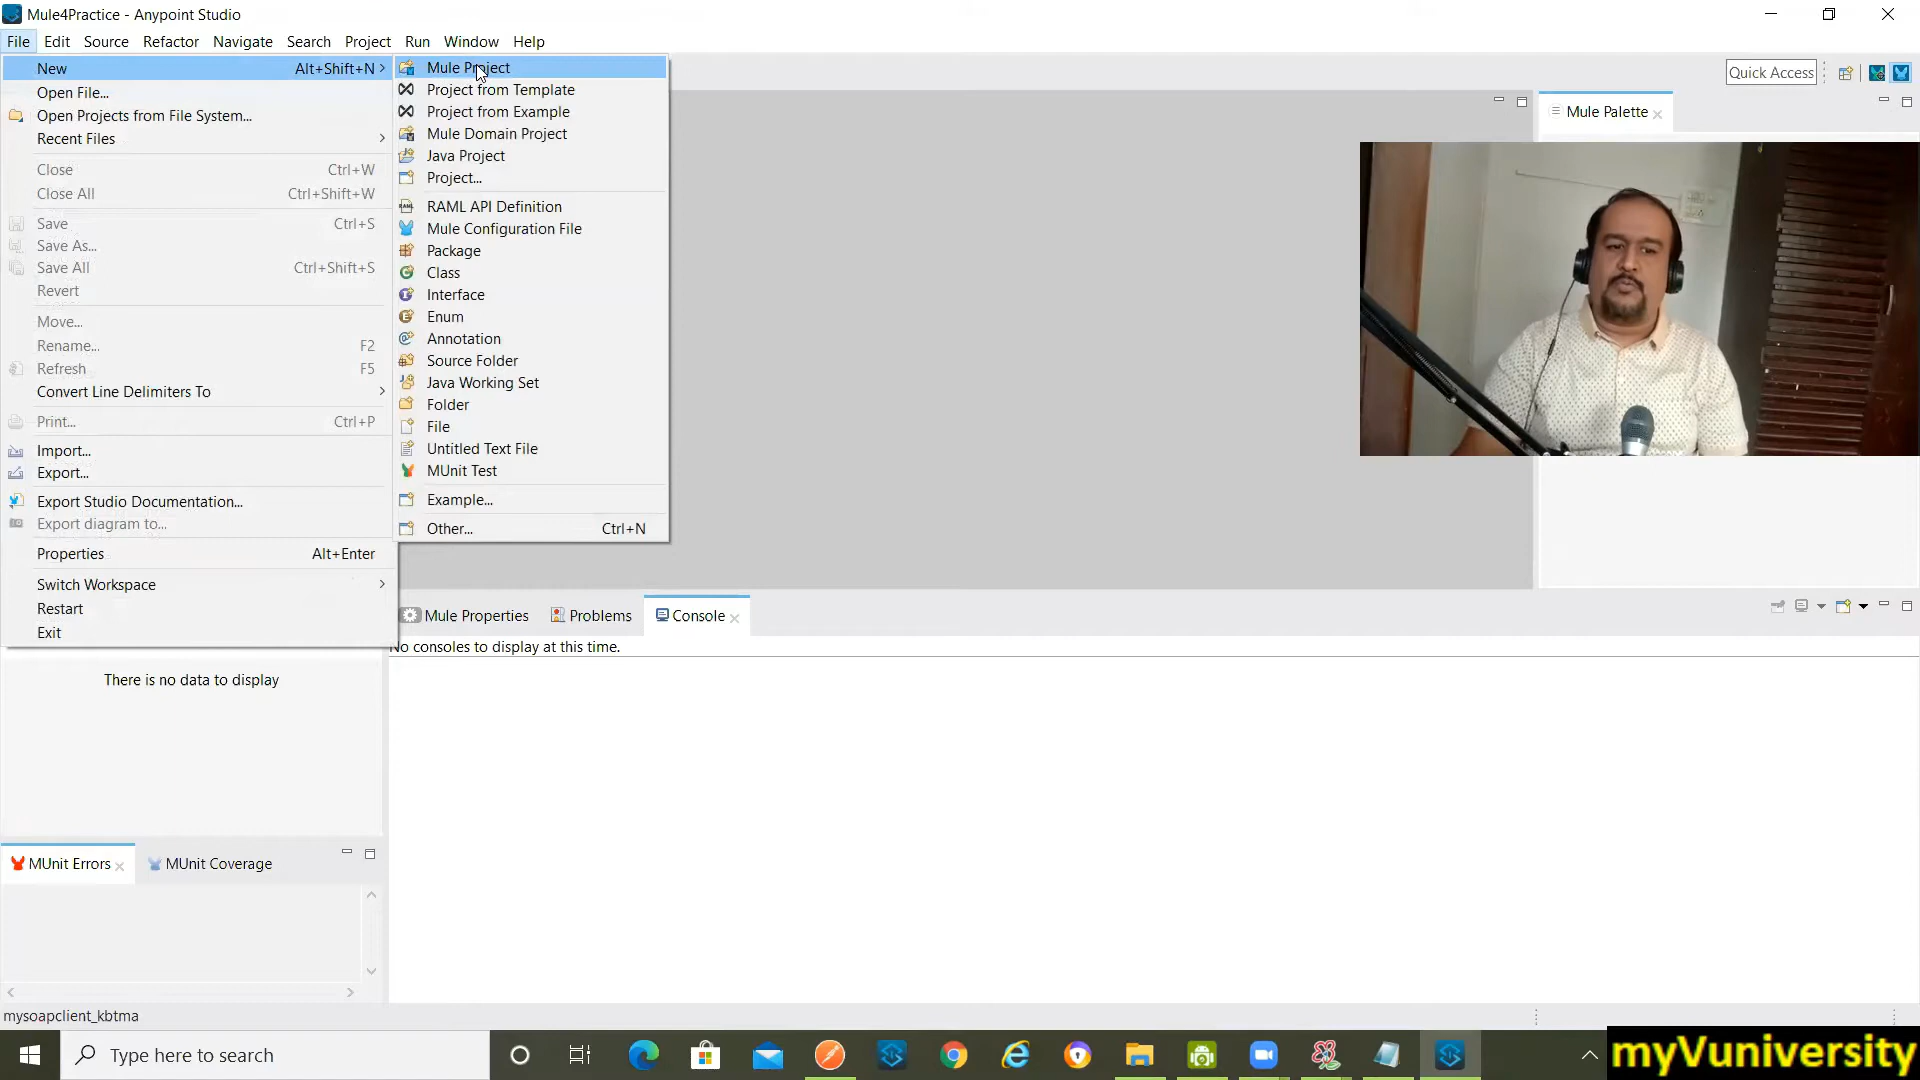 Mule4Practice - Anypoint Studio
File Edit Source Refactor Navigate Search Project Run Window Help
New Alt+Shift+N
Open File...
Open Projects from File System...
Recent Files
Close Ctrl+W
Close All Ctrl+Shift+W
Save Ctrl+S
Save As...
Save All Ctrl+Shift+S
Revert
Move...
Rename... F2
Refresh F5
Convert Line Delimiters To
Print... Ctrl+P
Import...
Export...
Export Studio Documentation...
Export diagram to...
Properties Alt+Enter
Switch Workspace
Restart
Exit
Mule Project
Project from Template
Project from Example
Mule Domain Project
Java Project
Project...
RAML API Definition
Mule Configuration File
Package
Class
Interface
Enum
Annotation
Source Folder
Java Working Set
Folder
File
Untitled Text File
MUnit Test
Example...
Other... Ctrl+N
Quick Access
Mule Palette
Mule Properties Problems Console
No consoles to display at this time.
There is no data to display
MUnit Errors MUnit Coverage
mysoapclient_kbtma
Type here to search
myVuniversity